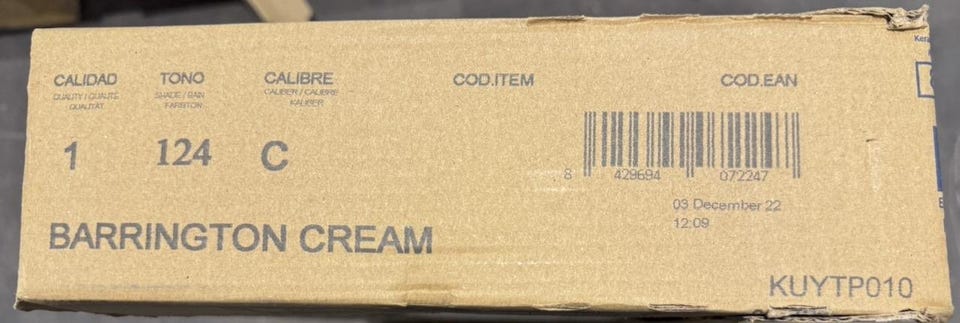 CALIDAD TONO CALIBRE COD.ITEM COD.EAN
QUALITY / QUALITE SHADE / BAIN CALIBER / CALIBRE
QUALITÄT FARBTON KALIBER
1 124 C
8 429694 072247
03 December 22
12:09
BARRINGTON CREAM
KUYTP010